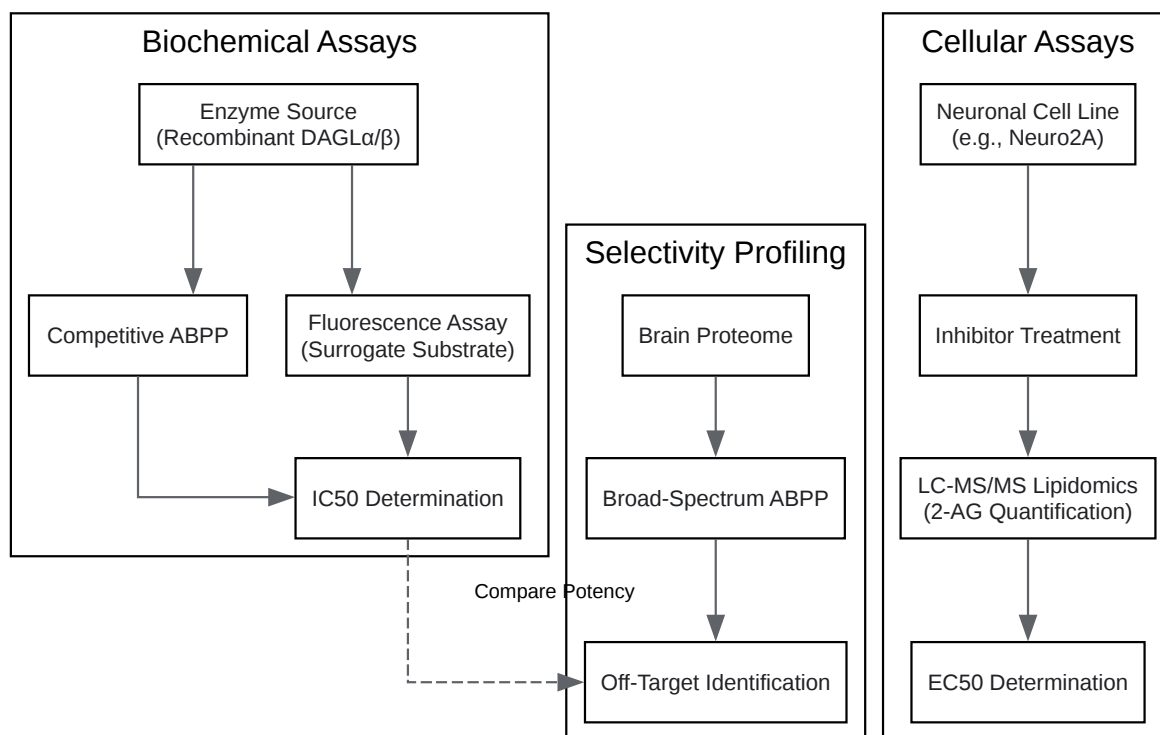 Biochemical Assays
Enzyme Source
(Recombinant DAGLα/β)
Competitive ABPP
Fluorescence Assay
(Surrogate Substrate)
IC50 Determination
Compare Potency
Selectivity Profiling
Brain Proteome
Broad-Spectrum ABPP
Off-Target Identification
Cellular Assays
Neuronal Cell Line
(e.g., Neuro2A)
Inhibitor Treatment
LC-MS/MS Lipidomics
(2-AG Quantification)
EC50 Determination